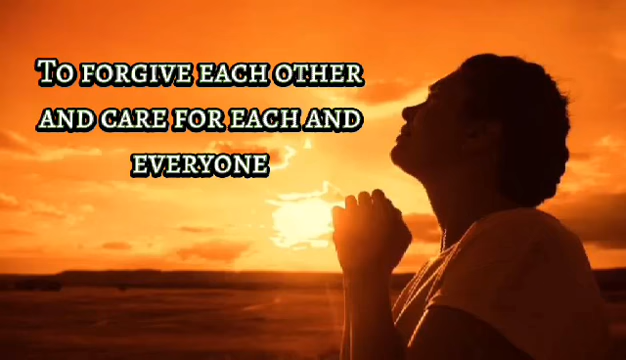 To forgive each other
and care for each and
everyone